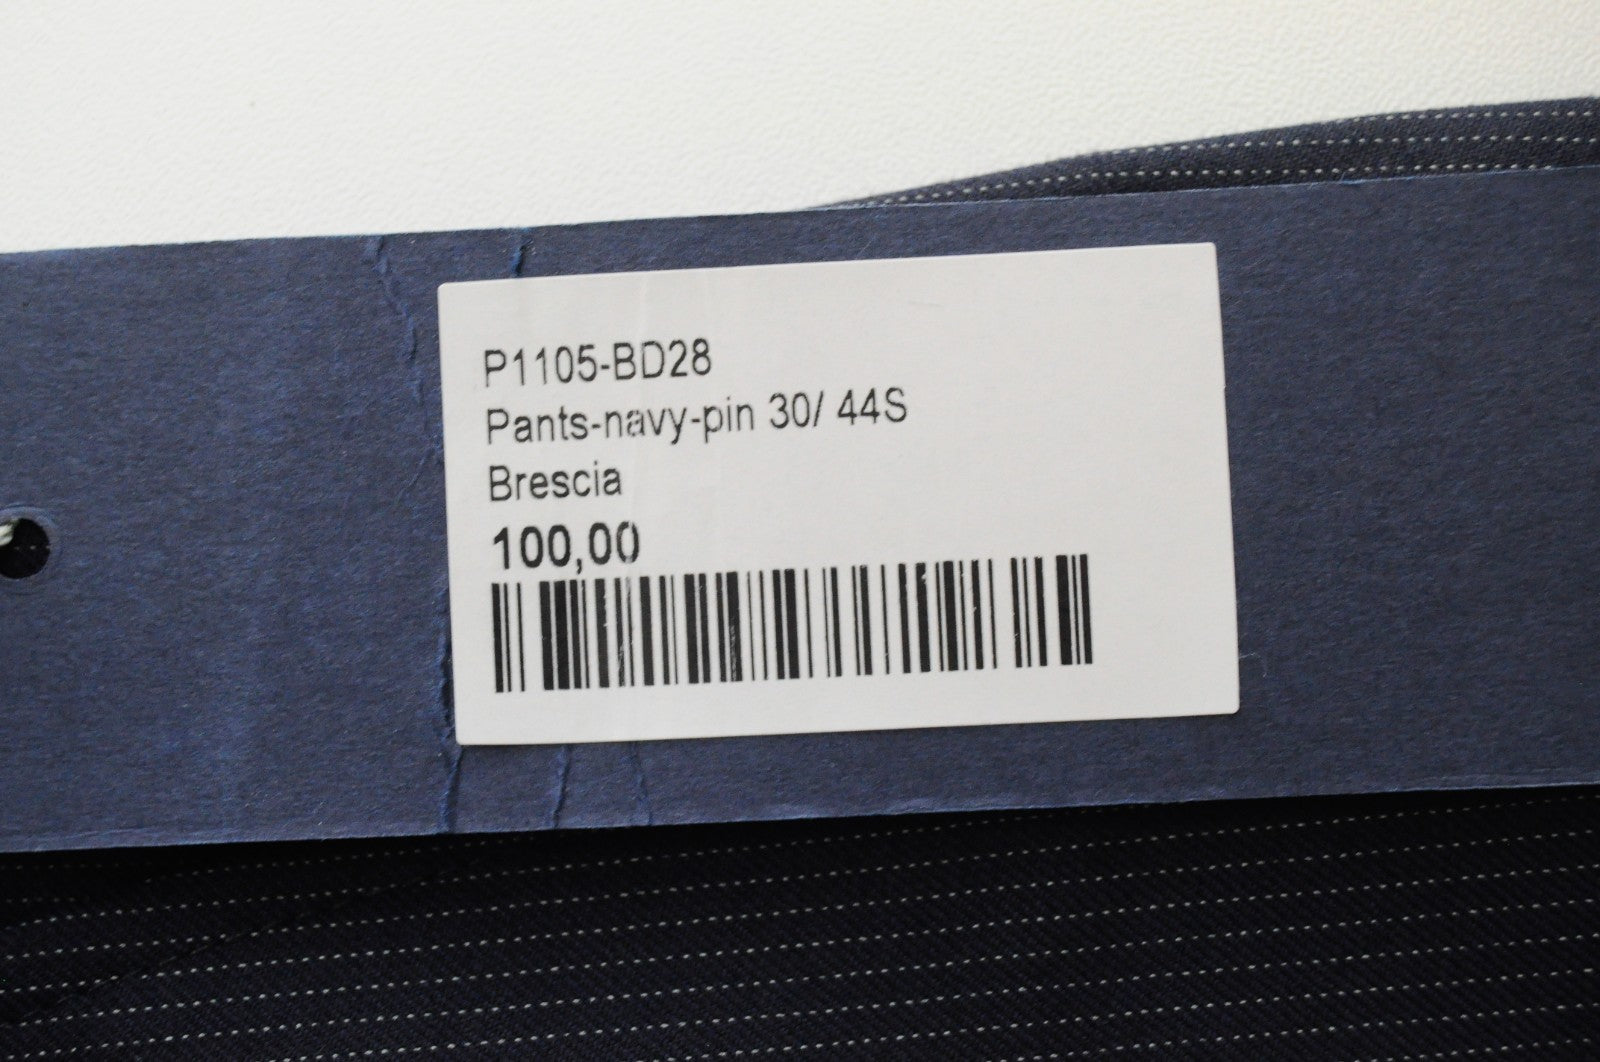 P1105-BD28
Pants-navy-pin 30/ 44S
Brescia
100,00